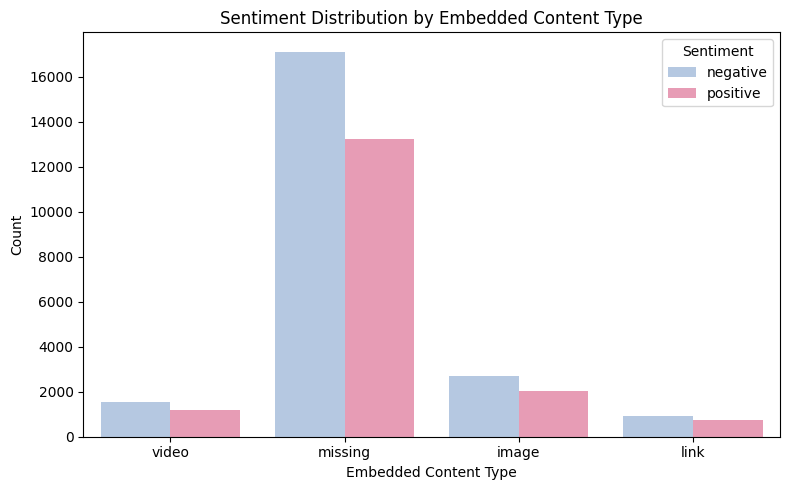 Sentiment Distribution by Embedded Content Type
Sentiment
negative
positive
16000
14000
12000
10000
8000
6000
4000
2000
0
Count
video missing image link
Embedded Content Type